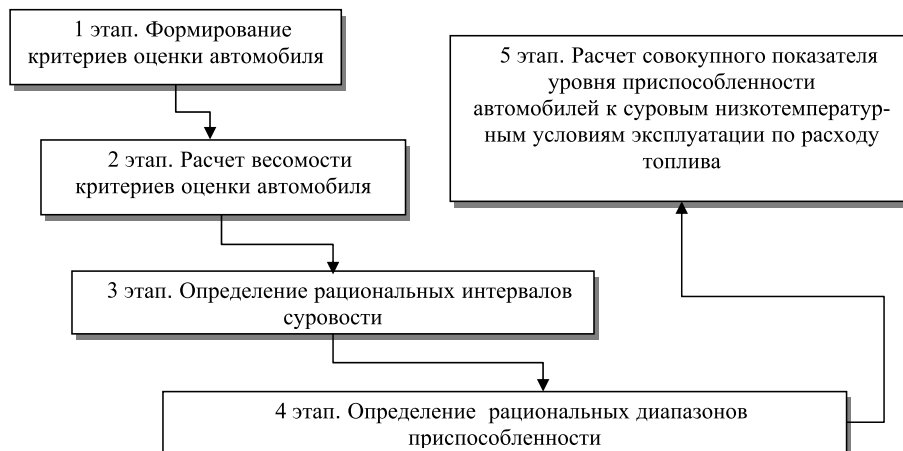 1 этап. Формирование
критериев оценки автомобиля
2 этап. Расчет весомости
критериев оценки автомобиля
3 этап. Определение рациональных интервалов
суровости
4 этап. Определение рациональных диапазонов
приспособленности
5 этап. Расчет совокупного показателя
уровня приспособленности
автомобилей к суровым низкотемператур-
ным условиям эксплуатации по расходу
топлива